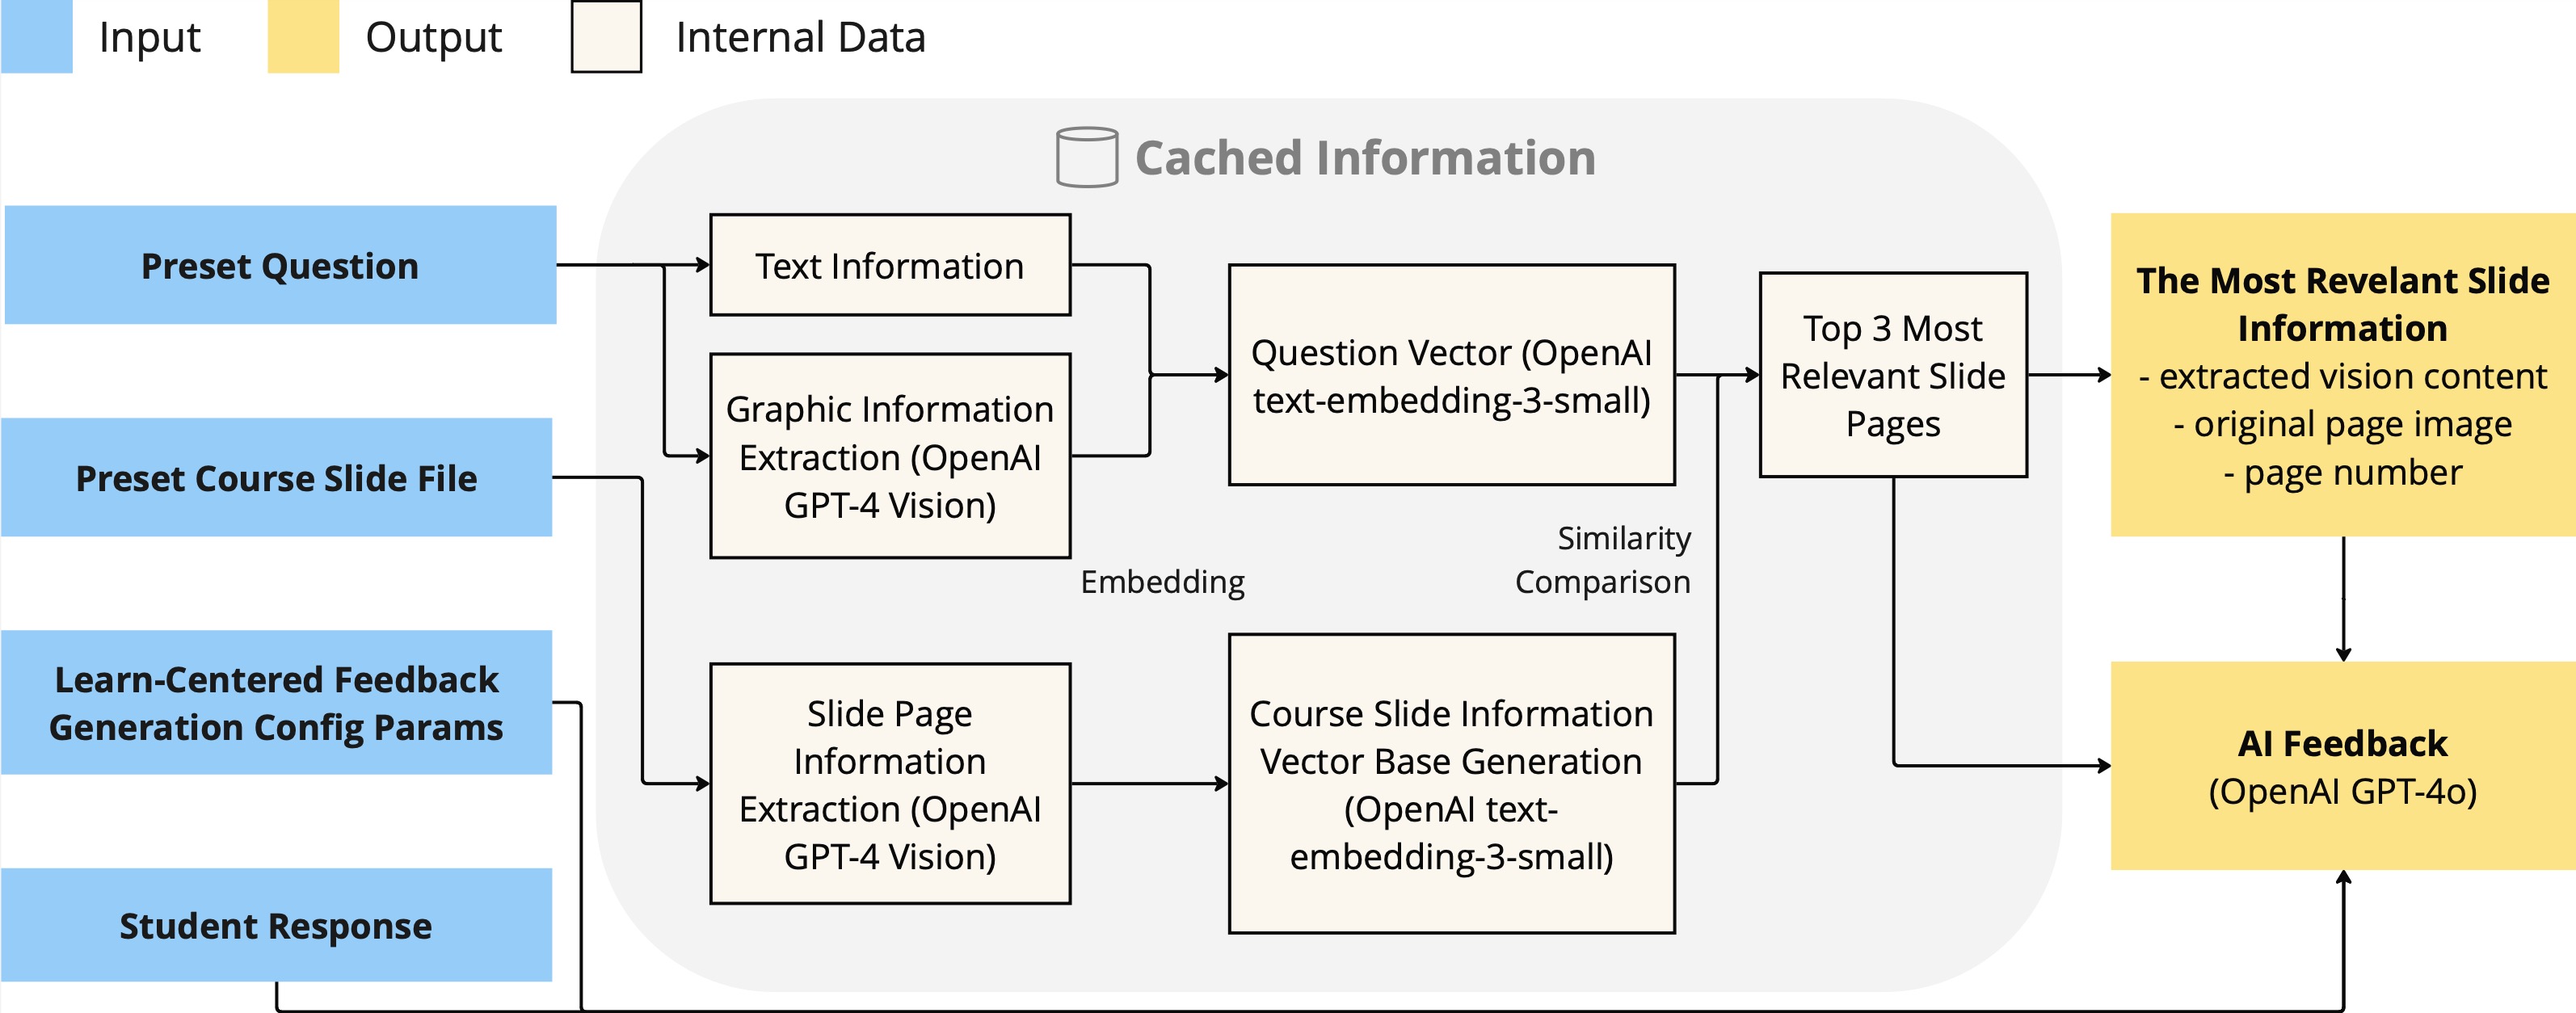 Input
Output
Internal Data
Cached Information
Preset Question
Text Information
Graphic Information
Extraction (OpenAI
GPT-4 Vision)
Question Vector (OpenAI
text-embedding-3-small)
Top 3 Most
Relevant Slide
Pages
The Most Revelant Slide
Information
- extracted vision content
- original page image
- page number
Preset Course Slide File
Embedding
Similarity
Comparison
Learn-Centered Feedback
Generation Config Params
Slide Page
Information
Extraction (OpenAI
GPT-4 Vision)
Course Slide Information
Vector Base Generation
(OpenAI text-
embedding-3-small)
AI Feedback
(OpenAI GPT-4o)
Student Response